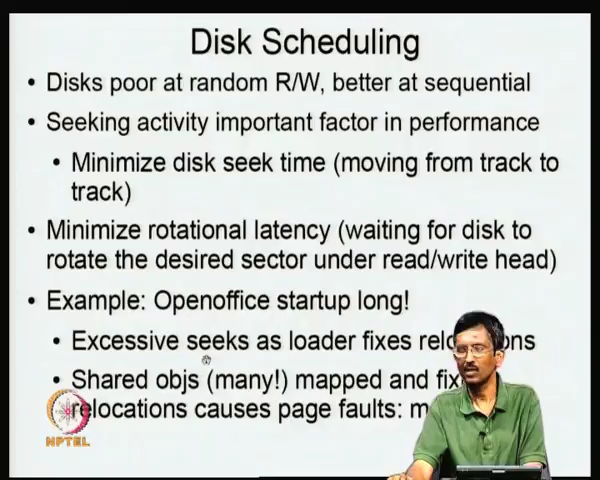 Disk Scheduling
• Disks poor at random R/W, better at sequential
• Seeking activity important factor in performance
• Minimize disk seek time (moving from track to
track)
• Minimize rotational latency (waiting for disk to
rotate the desired sector under read/write head)
• Example: Openoffice startup long!
• Excessive seeks as loader fixes
• Shared objs (many!) mapped and
relocations causes page faults:
NPTEL